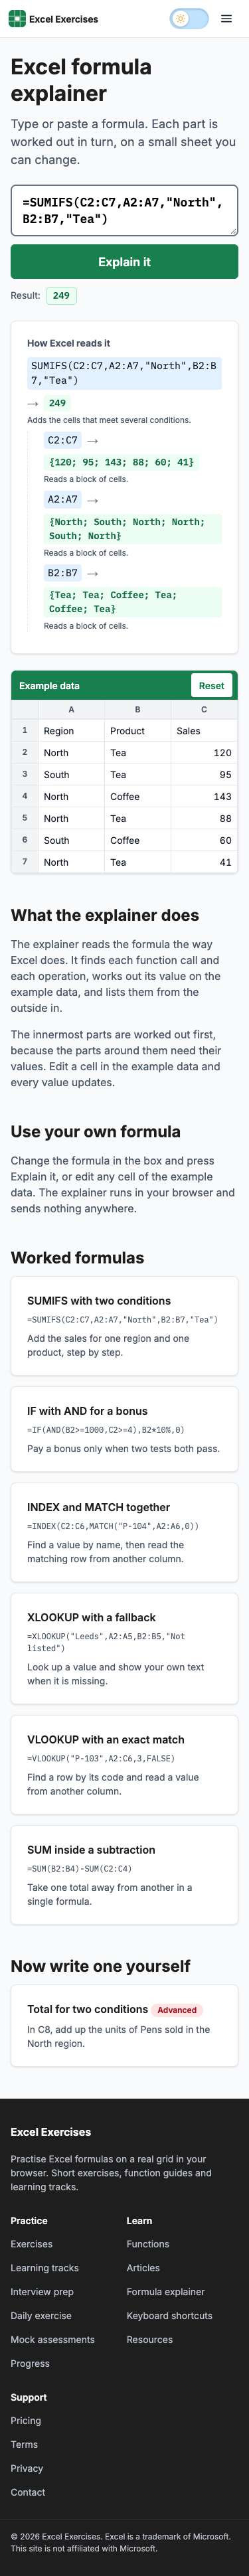 Excel Exercises
Excel formula
explainer
Type or paste a formula. Each part is
worked out in turn, on a small sheet you
can change.
=SUMIFS(C2:C7,A2:A7,"North",
B2:B7,"Tea")
Explain it
Result: 249
How Excel reads it
SUMIFS(C2:C7,A2:A7,"North",B2:B
7,"Tea")
→ 249
Adds the cells that meet several conditions.
C2:C7 →
{120; 95; 143; 88; 60; 41}
Reads a block of cells.
A2:A7 →
{North; South; North; North;
South; North}
Reads a block of cells.
B2:B7 →
{Tea; Tea; Coffee; Tea;
Coffee; Tea}
Reads a block of cells.
Example data Reset
A B C
1 Region Product Sales
2 North Tea 120
3 South Tea 95
4 North Coffee 143
5 North Tea 88
6 South Coffee 60
7 North Tea 41
What the explainer does
The explainer reads the formula the way
Excel does. It finds each function call and
each operation, works out its value on the
example data, and lists them from the
outside in.
The innermost parts are worked out first,
because the parts around them need their
values. Edit a cell in the example data and
every value updates.
Use your own formula
Change the formula in the box and press
Explain it, or edit any cell of the example
data. The explainer runs in your browser and
sends nothing anywhere.
Worked formulas
SUMIFS with two conditions
=SUMIFS(C2:C7,A2:A7,"North",B2:B7,"Tea")
Add the sales for one region and one
product, step by step.
IF with AND for a bonus
=IF(AND(B2>=1000,C2>=4),B2*10%,0)
Pay a bonus only when two tests both pass.
INDEX and MATCH together
=INDEX(C2:C6,MATCH("P-104",A2:A6,0))
Find a value by name, then read the
matching row from another column.
XLOOKUP with a fallback
=XLOOKUP("Leeds",A2:A5,B2:B5,"Not
listed")
Look up a value and show your own text
when it is missing.
VLOOKUP with an exact match
=VLOOKUP("P-103",A2:C6,3,FALSE)
Find a row by its code and read a value
from another column.
SUM inside a subtraction
=SUM(B2:B4)-SUM(C2:C4)
Take one total away from another in a
single formula.
Now write one yourself
Total for two conditions Advanced
In C8, add up the units of Pens sold in the
North region.
Excel Exercises
Practise Excel formulas on a real grid in your
browser. Short exercises, function guides and
learning tracks.
Practice
Exercises
Learning tracks
Interview prep
Daily exercise
Mock assessments
Progress
Learn
Functions
Articles
Formula explainer
Keyboard shortcuts
Resources
Support
Pricing
Terms
Privacy
Contact
© 2026 Excel Exercises. Excel is a trademark of Microsoft.
This site is not affiliated with Microsoft.